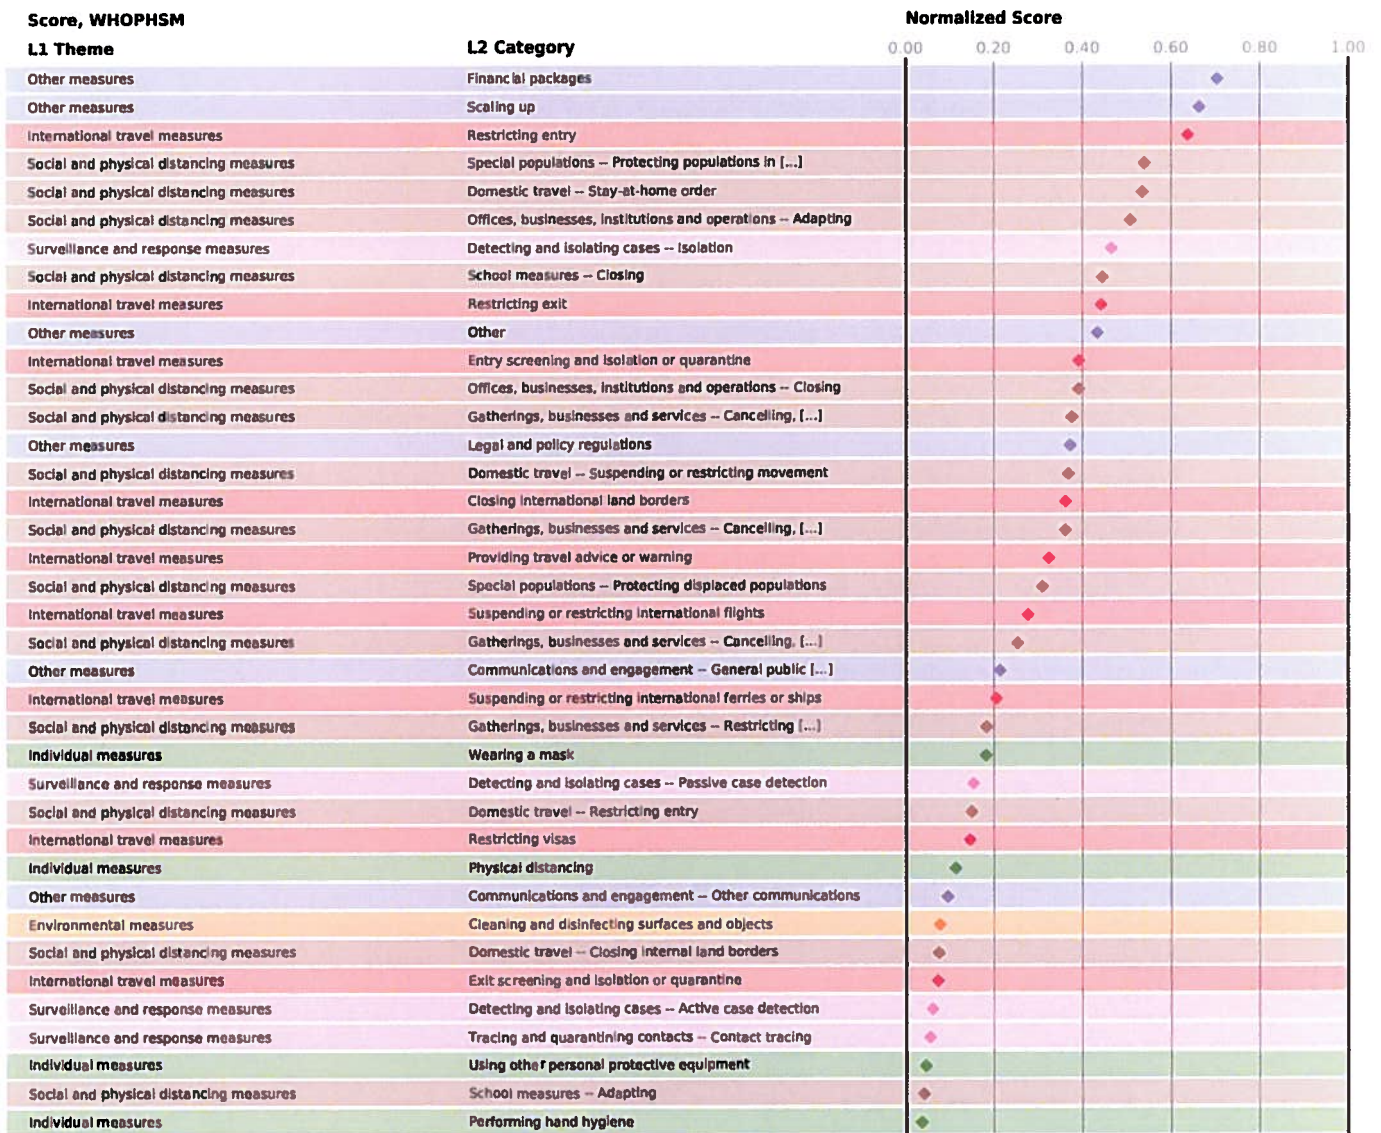 Score, WHOPHSM Normalized Score
L1 Theme L2 Category 0.00 0.20 0.40 0.60 0.80 1.00
Other measures Financial packages
Other measures Scaling up
International travel measures Restricting entry
Social and physical distancing measures Special populations – Protecting populations in [...]
Social and physical distancing measures Domestic travel – Stay-at-home order
Social and physical distancing measures Offices, businesses, institutions and operations – Adapting
Surveillance and response measures Detecting and isolating cases – Isolation
Social and physical distancing measures School measures – Closing
International travel measures Restricting exit
Other measures Other
International travel measures Entry screening and isolation or quarantine
Social and physical distancing measures Offices, businesses, institutions and operations – Closing
Social and physical distancing measures Gatherings, businesses and services – Cancelling, [...]
Other measures Legal and policy regulations
Social and physical distancing measures Domestic travel – Suspending or restricting movement
International travel measures Closing international land borders
Social and physical distancing measures Gatherings, businesses and services – Cancelling, [...]
International travel measures Providing travel advice or warning
Social and physical distancing measures Special populations – Protecting displaced populations
International travel measures Suspending or restricting international flights
Social and physical distancing measures Gatherings, businesses and services – Cancelling, [...]
Other measures Communications and engagement – General public [...]
International travel measures Suspending or restricting international ferries or ships
Social and physical distancing measures Gatherings, businesses and services – Restricting [...]
Individual measures Wearing a mask
Surveillance and response measures Detecting and isolating cases – Passive case detection
Social and physical distancing measures Domestic travel – Restricting entry
International travel measures Restricting visas
Individual measures Physical distancing
Other measures Communications and engagement – Other communications
Environmental measures Cleaning and disinfecting surfaces and objects
Social and physical distancing measures Domestic travel – Closing internal land borders
International travel measures Exit screening and isolation or quarantine
Surveillance and response measures Detecting and isolating cases – Active case detection
Surveillance and response measures Tracing and quarantining contacts – Contact tracing
Individual measures Using other personal protective equipment
Social and physical distancing measures School measures – Adapting
Individual measures Performing hand hygiene